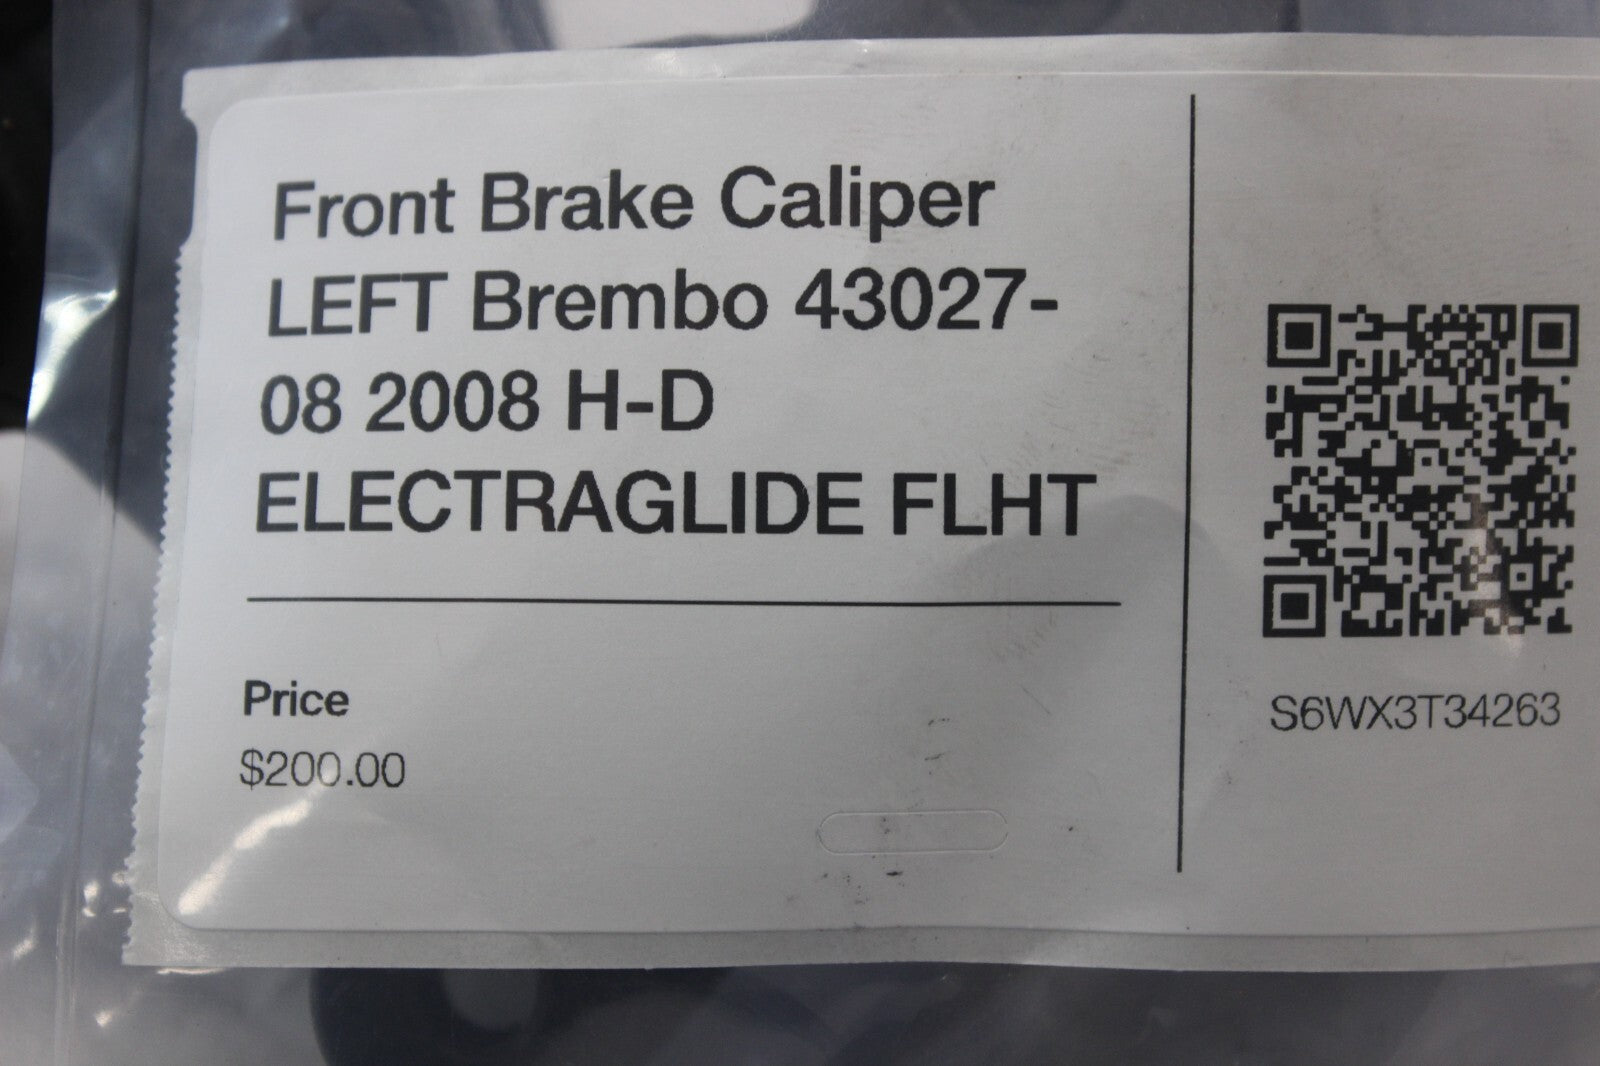 Front Brake Caliper
LEFT Brembo 43027-
08 2008 H-D
ELECTRAGLIDE FLHT
Price
$200.00
S6WX3T34263